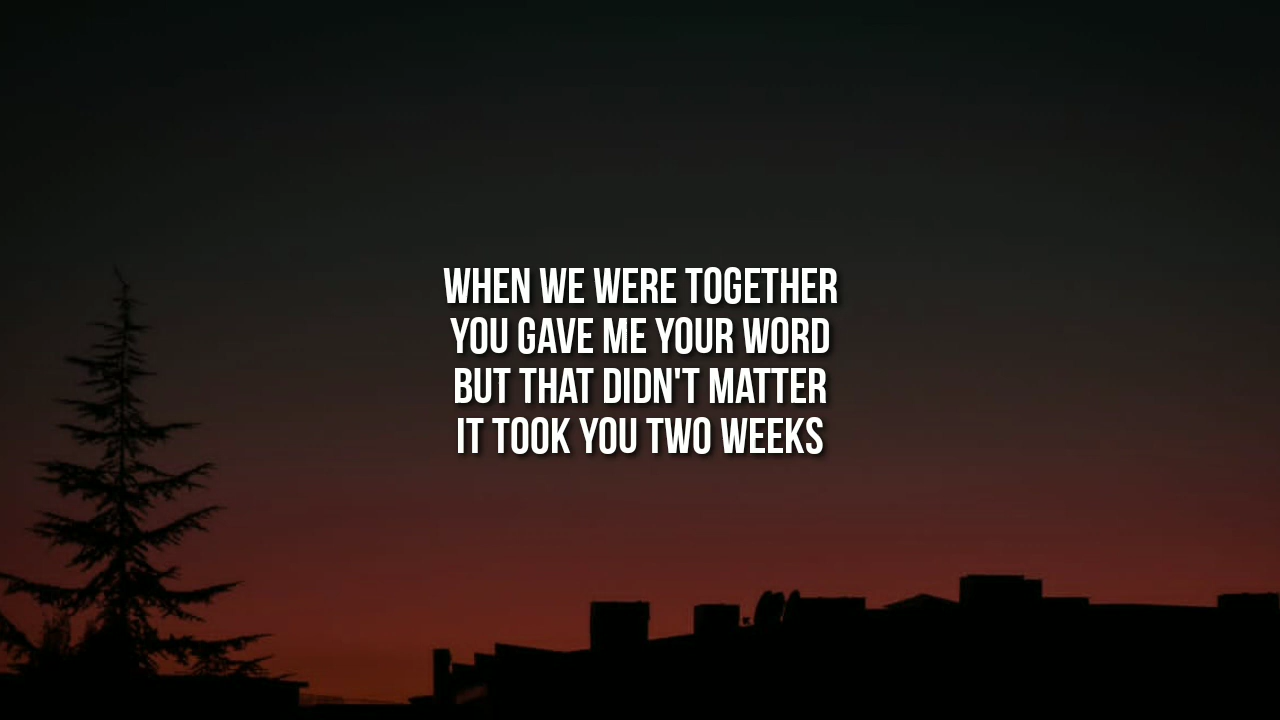 WHEN WE WERE TOGETHER
YOU GAVE ME YOUR WORD
BUT THAT DIDN'T MATTER
IT TOOK YOU TWO WEEKS